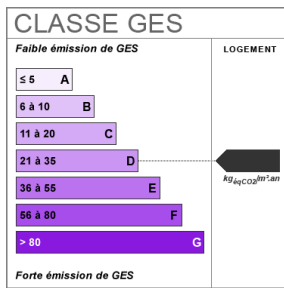 CLASSE GES
Faible émission de GES
LOGEMENT
≤ 5 A
6 à 10 B
11 à 20 C
21 à 35 D
kgéqCO2/m².an
36 à 55 E
56 à 80 F
> 80 G
Forte émission de GES